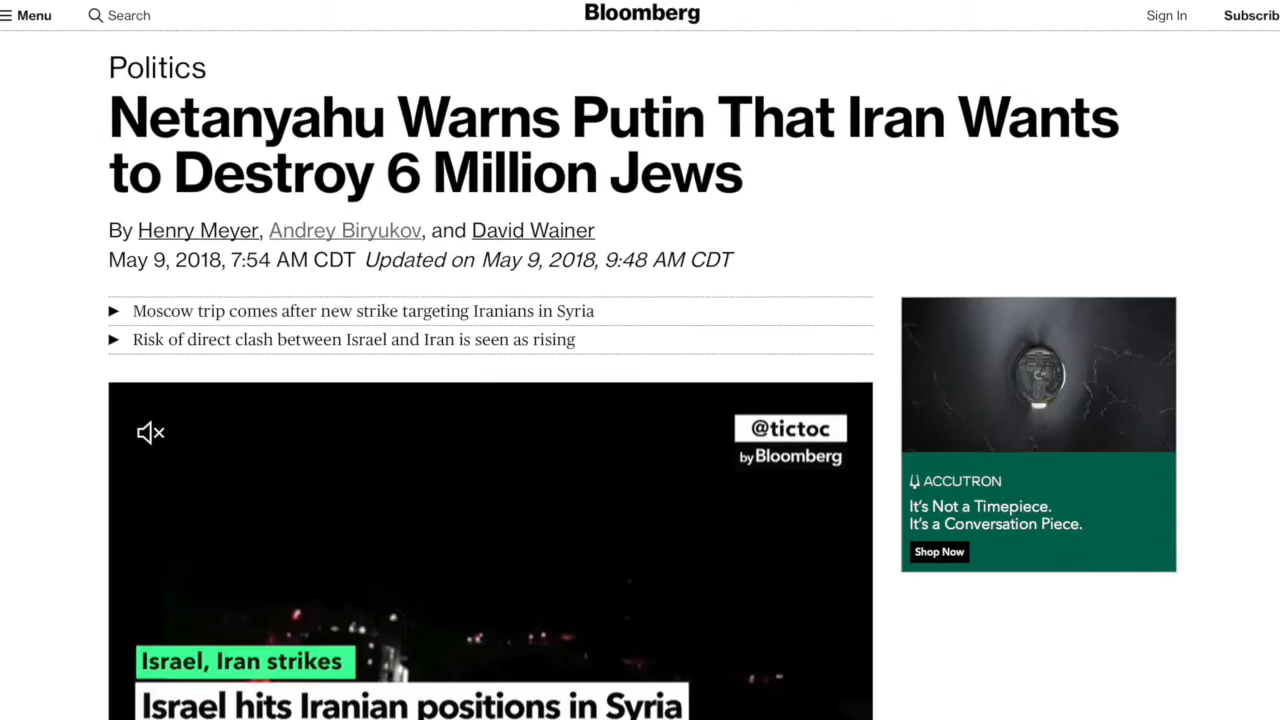 Menu
Search
Bloomberg
Sign In
Subscrib
Politics
Netanyahu Warns Putin That Iran Wants
to Destroy 6 Million Jews
By Henry Meyer, Andrey Biryukov, and David Wainer
May 9, 2018, 7:54 AM CDT Updated on May 9, 2018, 9:48 AM CDT
Moscow trip comes after new strike targeting Iranians in Syria
Risk of direct clash between Israel and Iran is seen as rising
@tictoc
by Bloomberg
Israel, Iran strikes
Israel hits Iranian positions in Syria
ACCUTRON
It's Not a Timepiece.
It's a Conversation Piece.
Shop Now